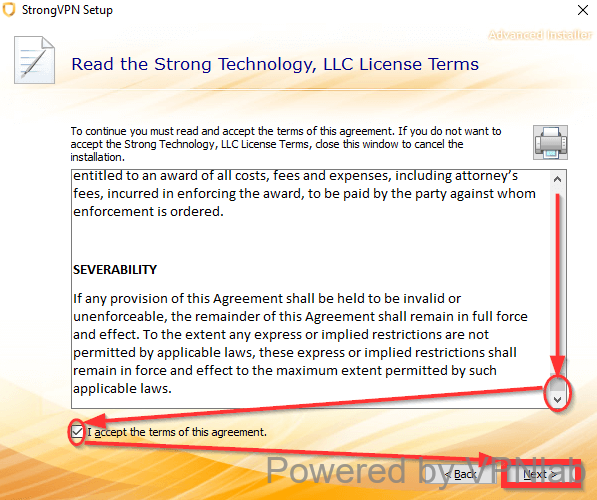 StrongVPN Setup
Advanced Installer
Read the Strong Technology, LLC License Terms
To continue you must read and accept the terms of this agreement. If you do not want to
accept the Strong Technology, LLC License Terms, close this window to cancel the
installation.
entitled to an award of all costs, fees and expenses, including attorney's
fees, incurred in enforcing the award, to be paid by the party against whom
enforcement is ordered.
SEVERABILITY
If any provision of this Agreement shall be held to be invalid or
unenforceable, the remainder of this Agreement shall remain in full force
and effect. To the extent any express or implied restrictions are not
permitted by applicable laws, these express or implied restrictions shall
remain in force and effect to the maximum extent permitted by such
applicable laws.
I accept the terms of this agreement.
< Back
Next >
Powered by VPNlab